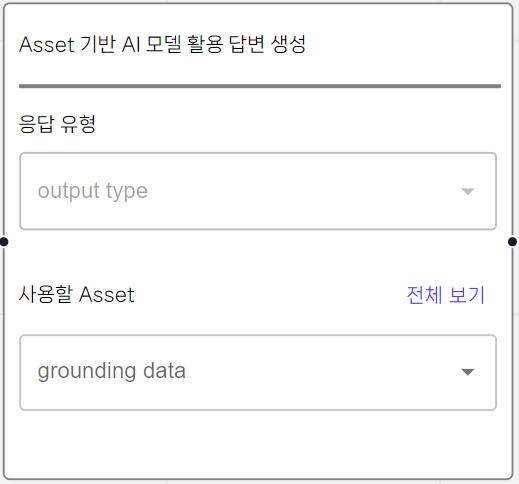 Asset 기반 AI 모델 활용 답변 생성
응답 유형
output type
사용할 Asset 전체 보기
grounding data